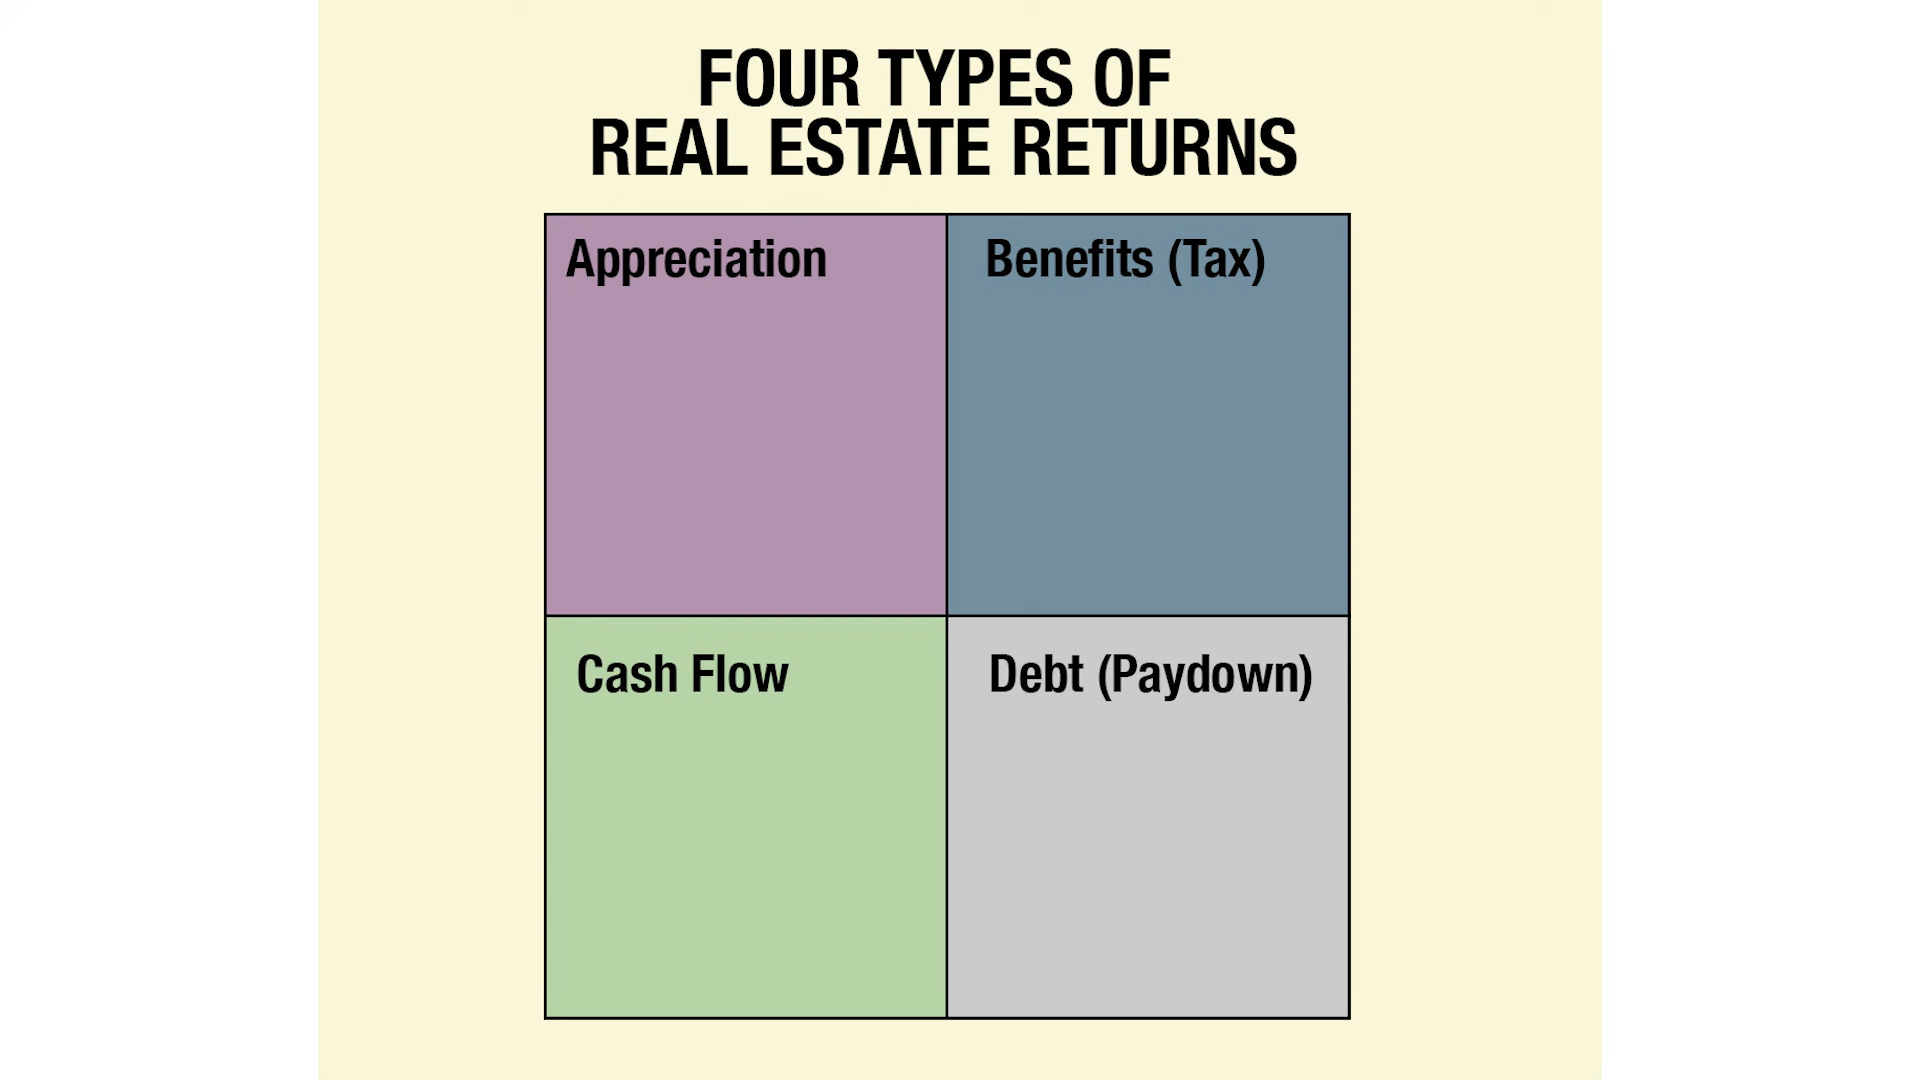 FOUR TYPES OF
REAL ESTATE RETURNS
Appreciation
Benefits (Tax)
Cash Flow
Debt (Paydown)